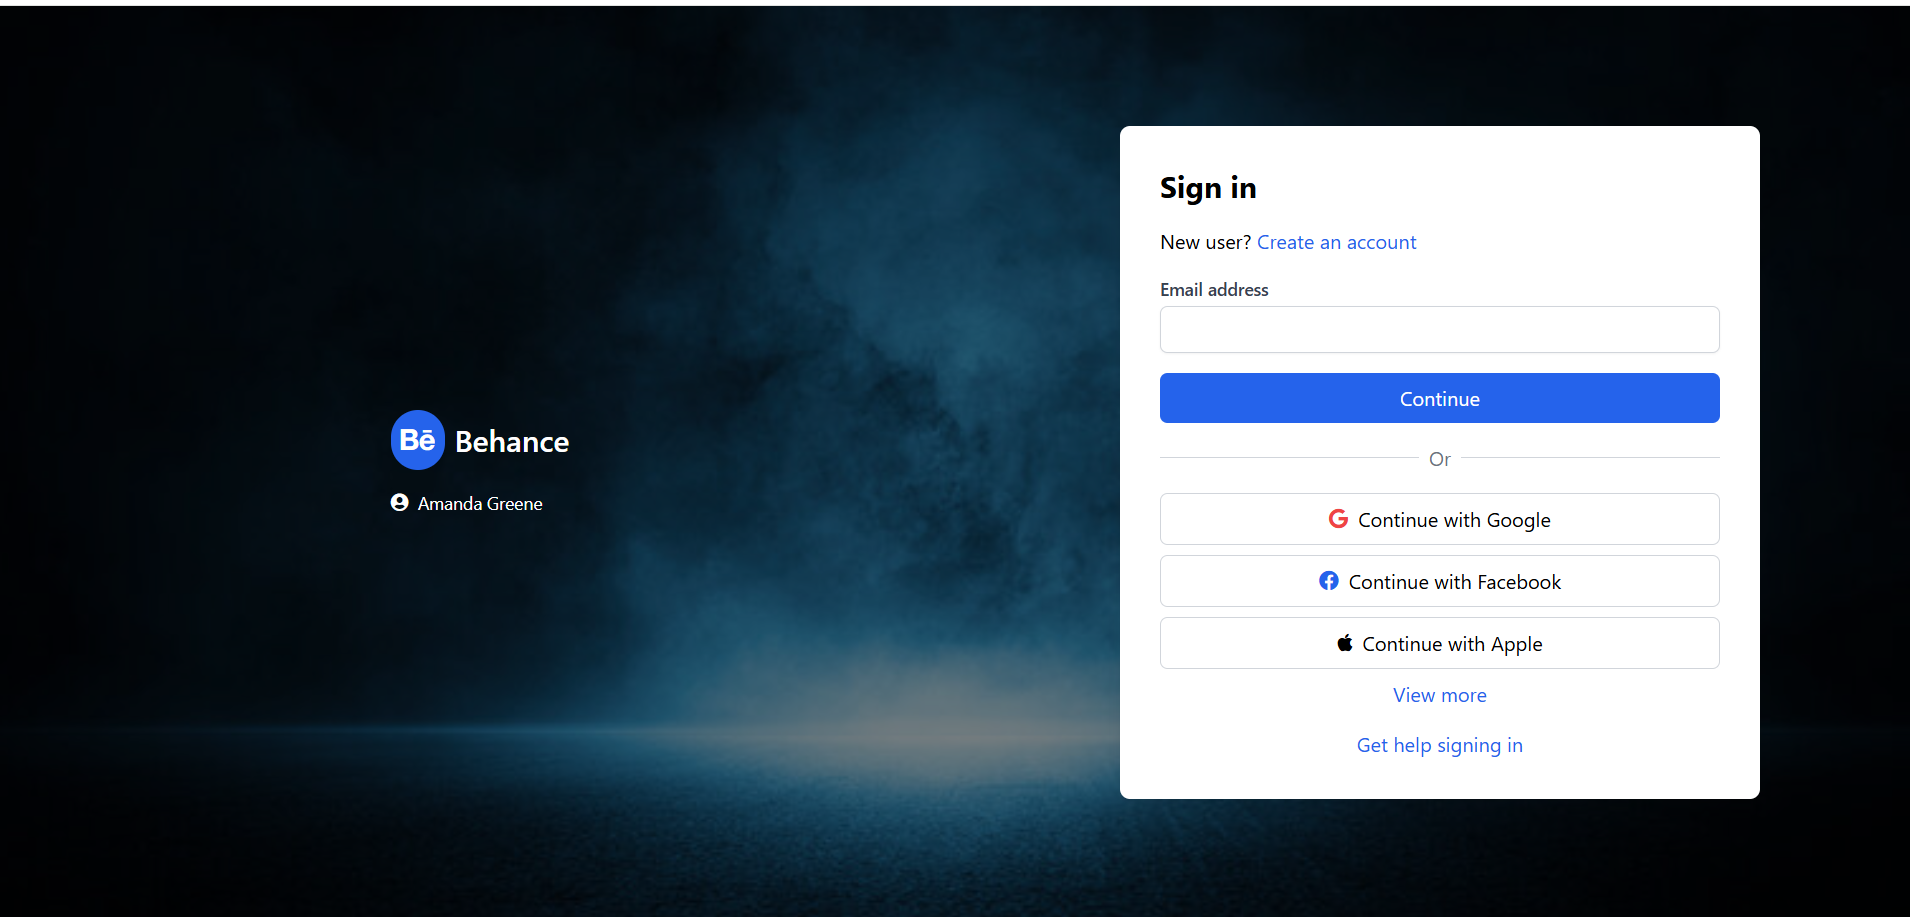 Bē Behance
Amanda Greene
Sign in
New user? Create an account
Email address
Continue
Or
Continue with Google
Continue with Facebook
Continue with Apple
View more
Get help signing in